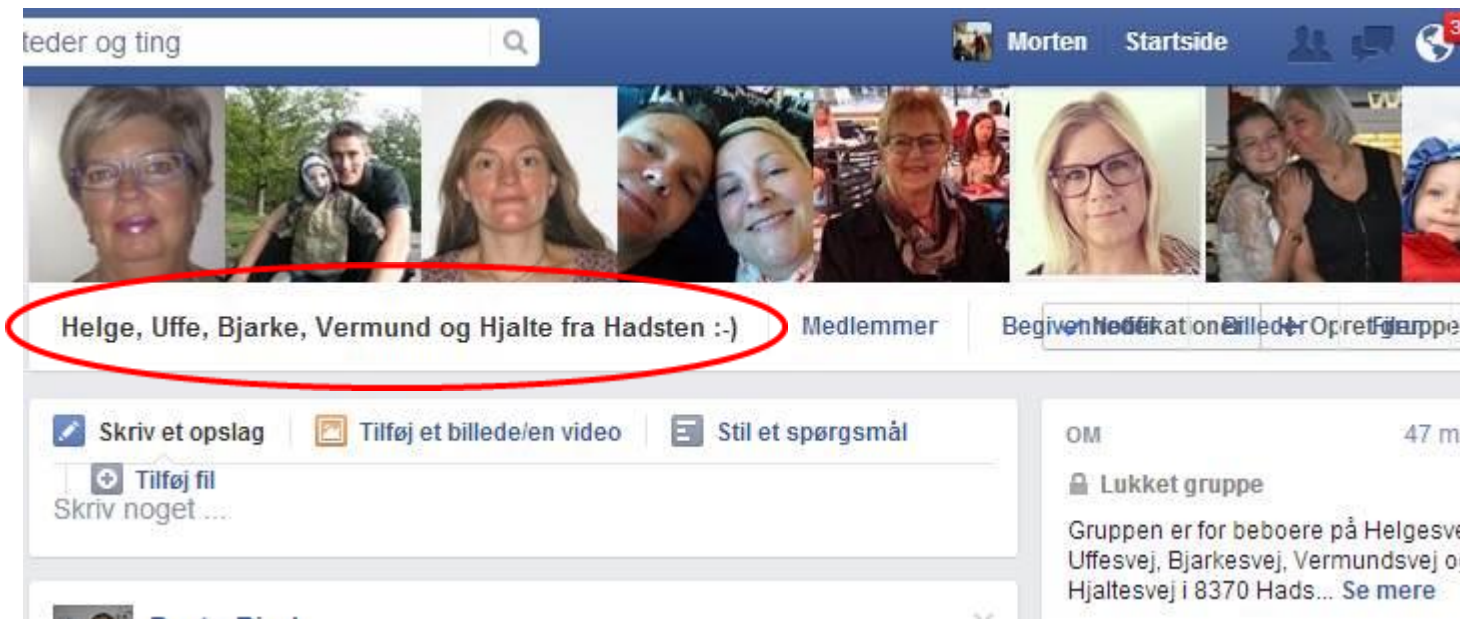 teder og ting
Morten Startside 3
Helge, Uffe, Bjarke, Vermund og Hjalte fra Hadsten :-) Medlemmer
Skriv et opslag Tilføj et billede/en video Stil et spørgsmål
Tilføj fil
Skriv noget ...
OM 47 m
Lukket gruppe
Gruppen er for beboere på Helgesve
Uffesvej, Bjarkesvej, Vermundsvej o
Hjaltesvej i 8370 Hads... Se mere